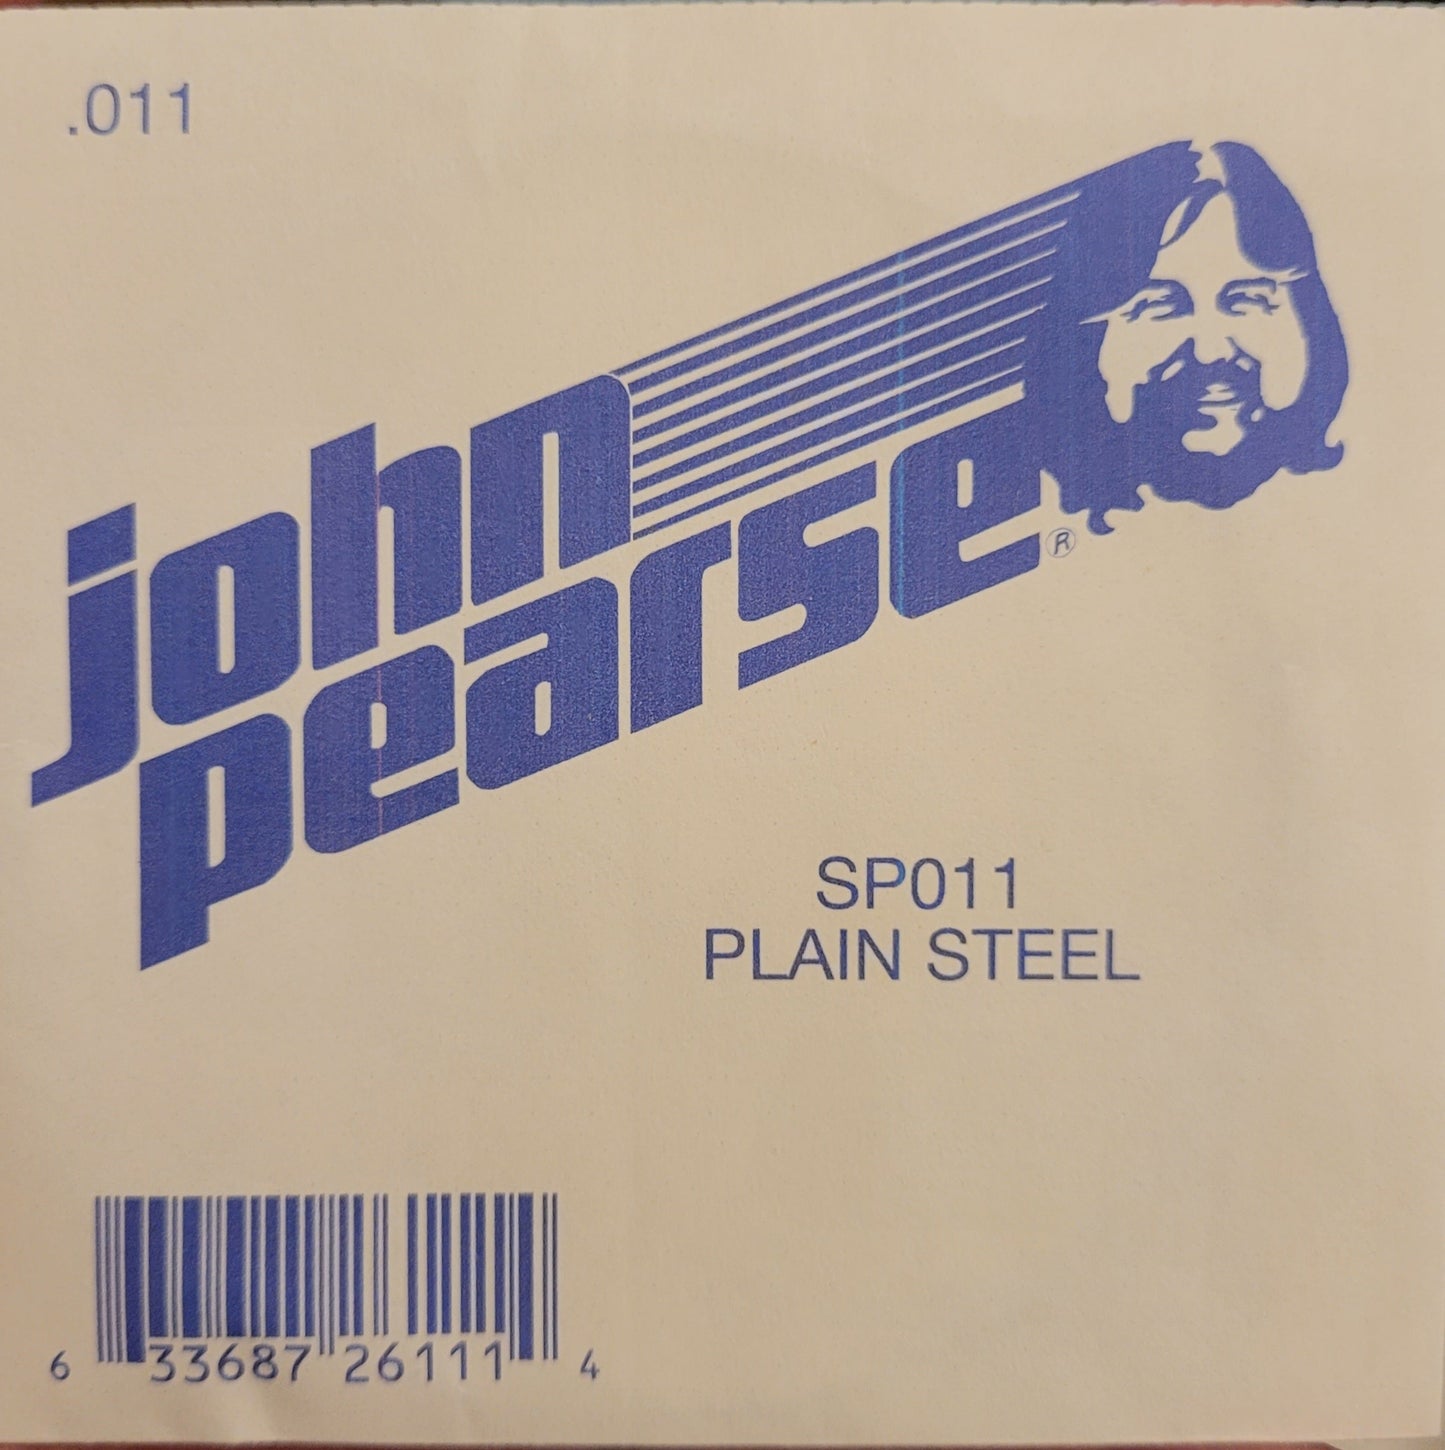 .011
john
pearse®
SP011
PLAIN STEEL
6 33687 26111 4